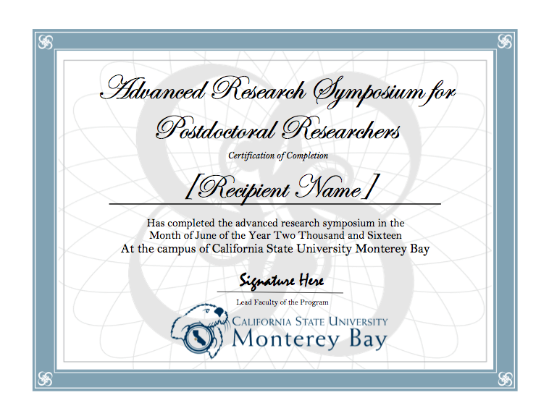 Advanced Research Symposium for
Postdoctoral Researchers
Certification of Completion
[Recipient Name]
Has completed the advanced research symposium in the
Month of June of the Year Two Thousand and Sixteen
At the campus of California State University Monterey Bay
Signature Here
Lead Faculty of the Program
CALIFORNIA STATE UNIVERSITY
Monterey Bay